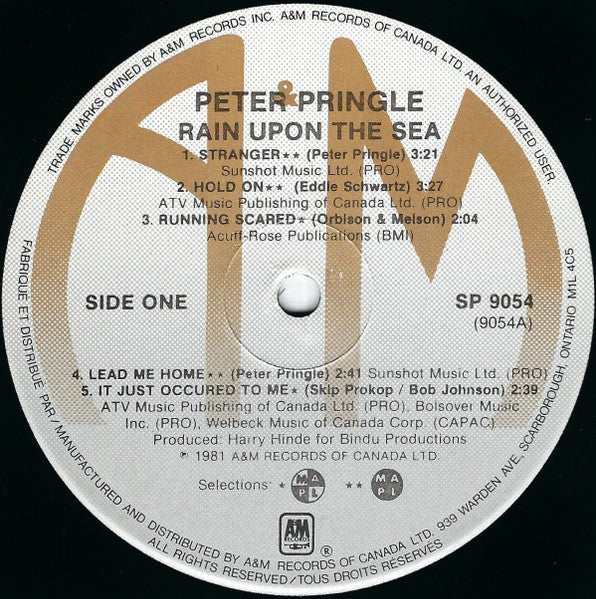 TRADE MARKS OWNED BY A&M RECORDS INC. A&M RECORDS OF CANADA LTD. AN AUTHORIZED USER.
A&M
PETER PRINGLE
RAIN UPON THE SEA
1. STRANGER★★ (Peter Pringle) 3:21
Sunshot Music Ltd. (PRO)
2. HOLD ON★★ (Eddie Schwartz) 3:27
ATV Music Publishing of Canada Ltd. (PRO)
3. RUNNING SCARED★ (Orbison & Melson) 2:04
Acuff-Rose Publications (BMI)
SIDE ONE
SP 9054
(9054A)
4. LEAD ME HOME★★ (Peter Pringle) 2:41 Sunshot Music Ltd. (PRO)
5. IT JUST OCCURED TO ME★ (Skip Prokop / Bob Johnson) 2:39
ATV Music Publishing of Canada Ltd. (PRO), Bolsover Music
Inc. (PRO), Welbeck Music of Canada Corp. (CAPAC)
Produced: Harry Hinde for Bindu Productions
℗ 1981 A&M RECORDS OF CANADA LTD
Selections: ★ MAPL ★★ MAPL
A&M RECORDS ®
FABRIQUÉ ET DISTRIBUÉ PAR / MANUFACTURED AND DISTRIBUTED BY A&M RECORDS OF CANADA LTD. 939 WARDEN AVE, SCARBOROUGH, ONTARIO M1L 4C5
ALL RIGHTS RESERVED/TOUS DROITS RÉSERVÉS